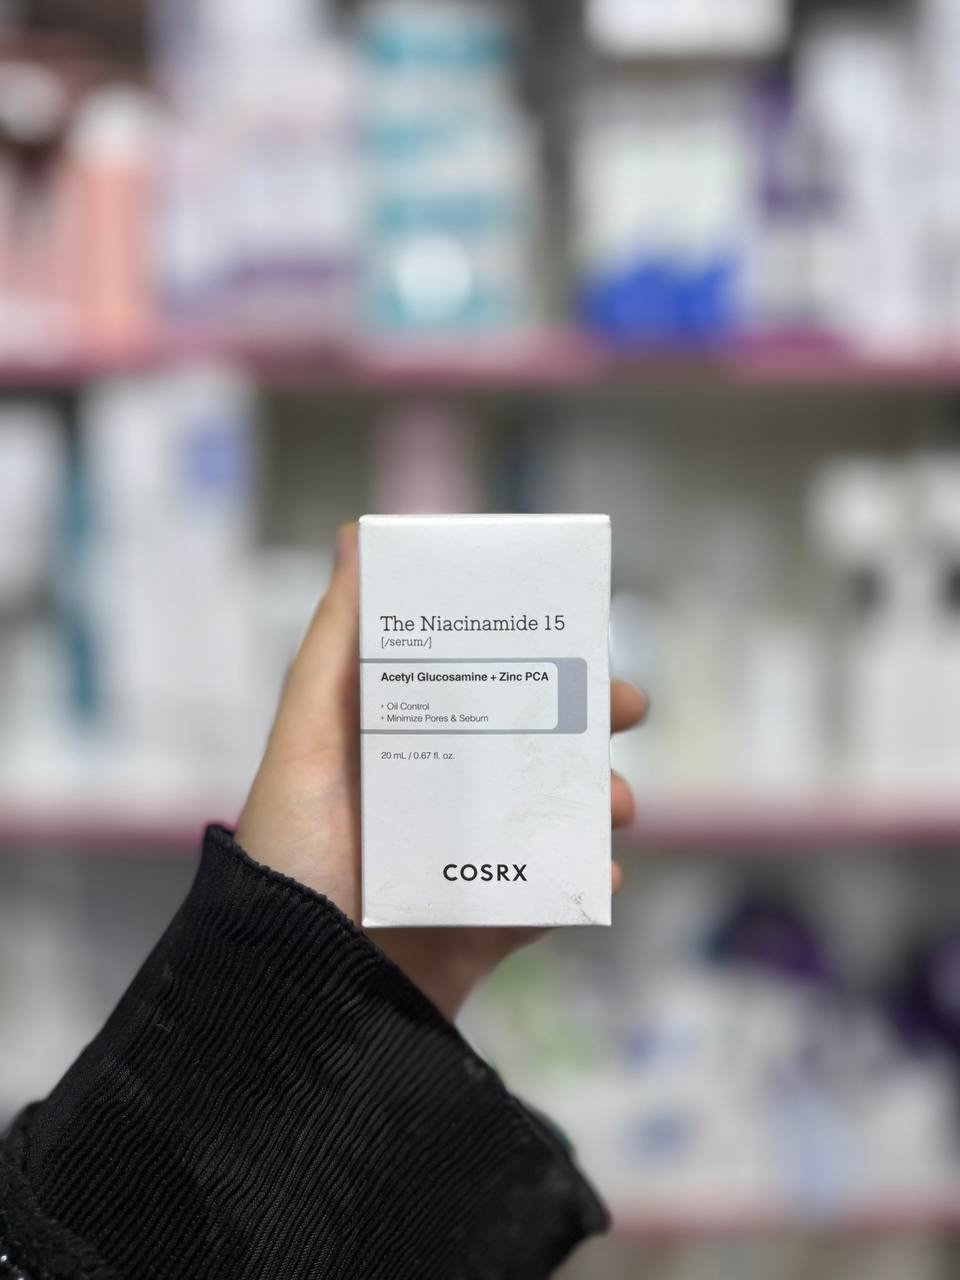 The Niacinamide 15
[/serum/]
Acetyl Glucosamine + Zinc PCA
+ Oil Control
+ Minimize Pores & Sebum
20 mL / 0.67 fl. oz.
COSRX